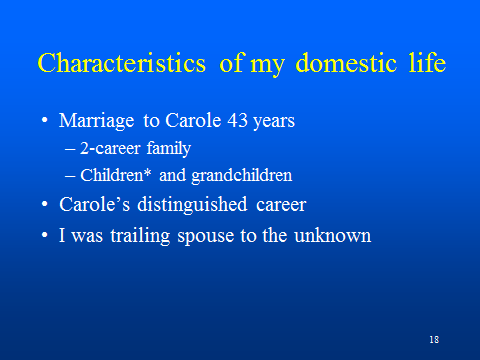 Characteristics of my domestic life
• Marriage to Carole 43 years
– 2-career family
– Children* and grandchildren
• Carole's distinguished career
• I was trailing spouse to the unknown
18